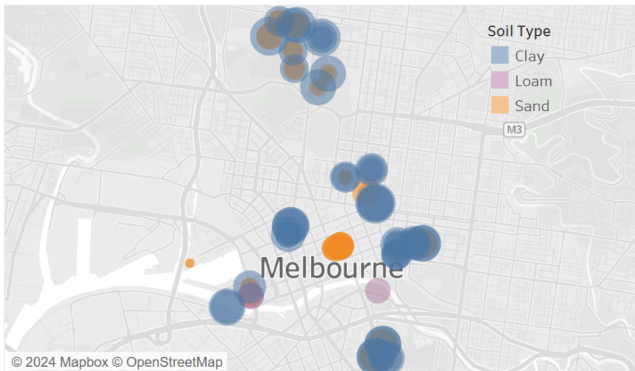 Soil Type
Clay
Loam
Sand
M3
Melbourne
© 2024 Mapbox © OpenStreetMap